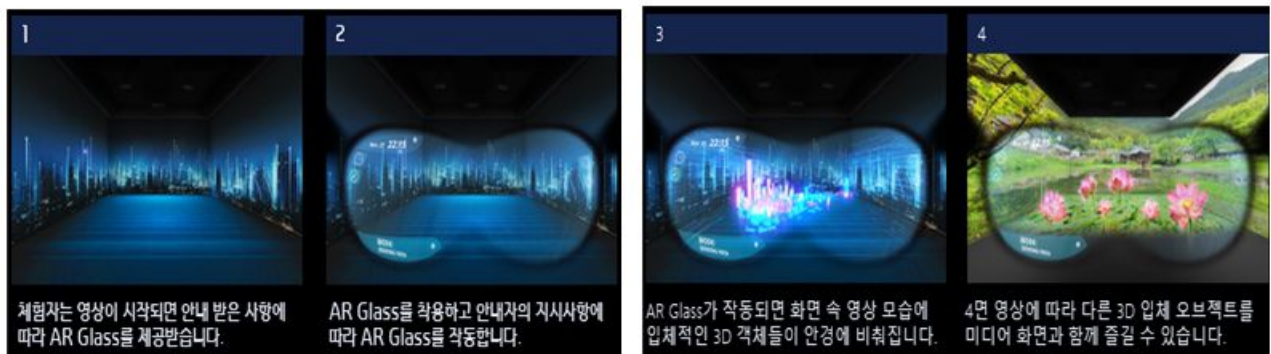 1
체험자는 영상이 시작되면 안내 받은 사항에
따라 AR Glass를 제공받습니다.
2
22:15
AR Glass를 착용하고 안내자의 지시사항에
따라 AR Glass를 작동합니다.
3
22:15
AR Glass가 작동되면 화면 속 영상 모습에
입체적인 3D 객체들이 안경에 비춰집니다.
4
22:15
4면 영상에 따라 다른 3D 입체 오브젝트를
미디어 화면과 함께 즐길 수 있습니다.